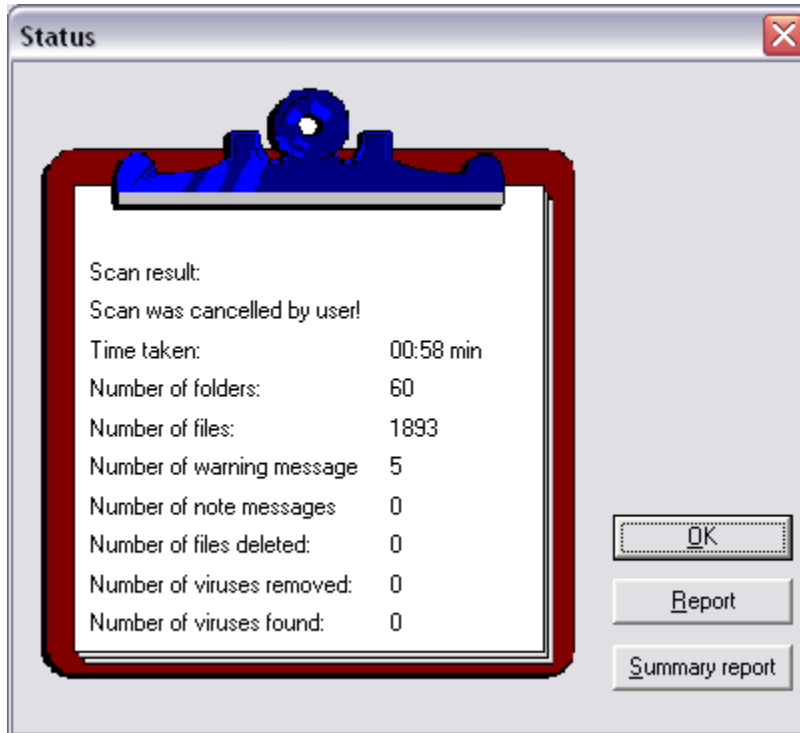 Status
Scan result:
Scan was cancelled by user!
Time taken: 00:58 min
Number of folders: 60
Number of files: 1893
Number of warning message 5
Number of note messages 0
Number of files deleted: 0
Number of viruses removed: 0
Number of viruses found: 0
OK
Report
Summary report